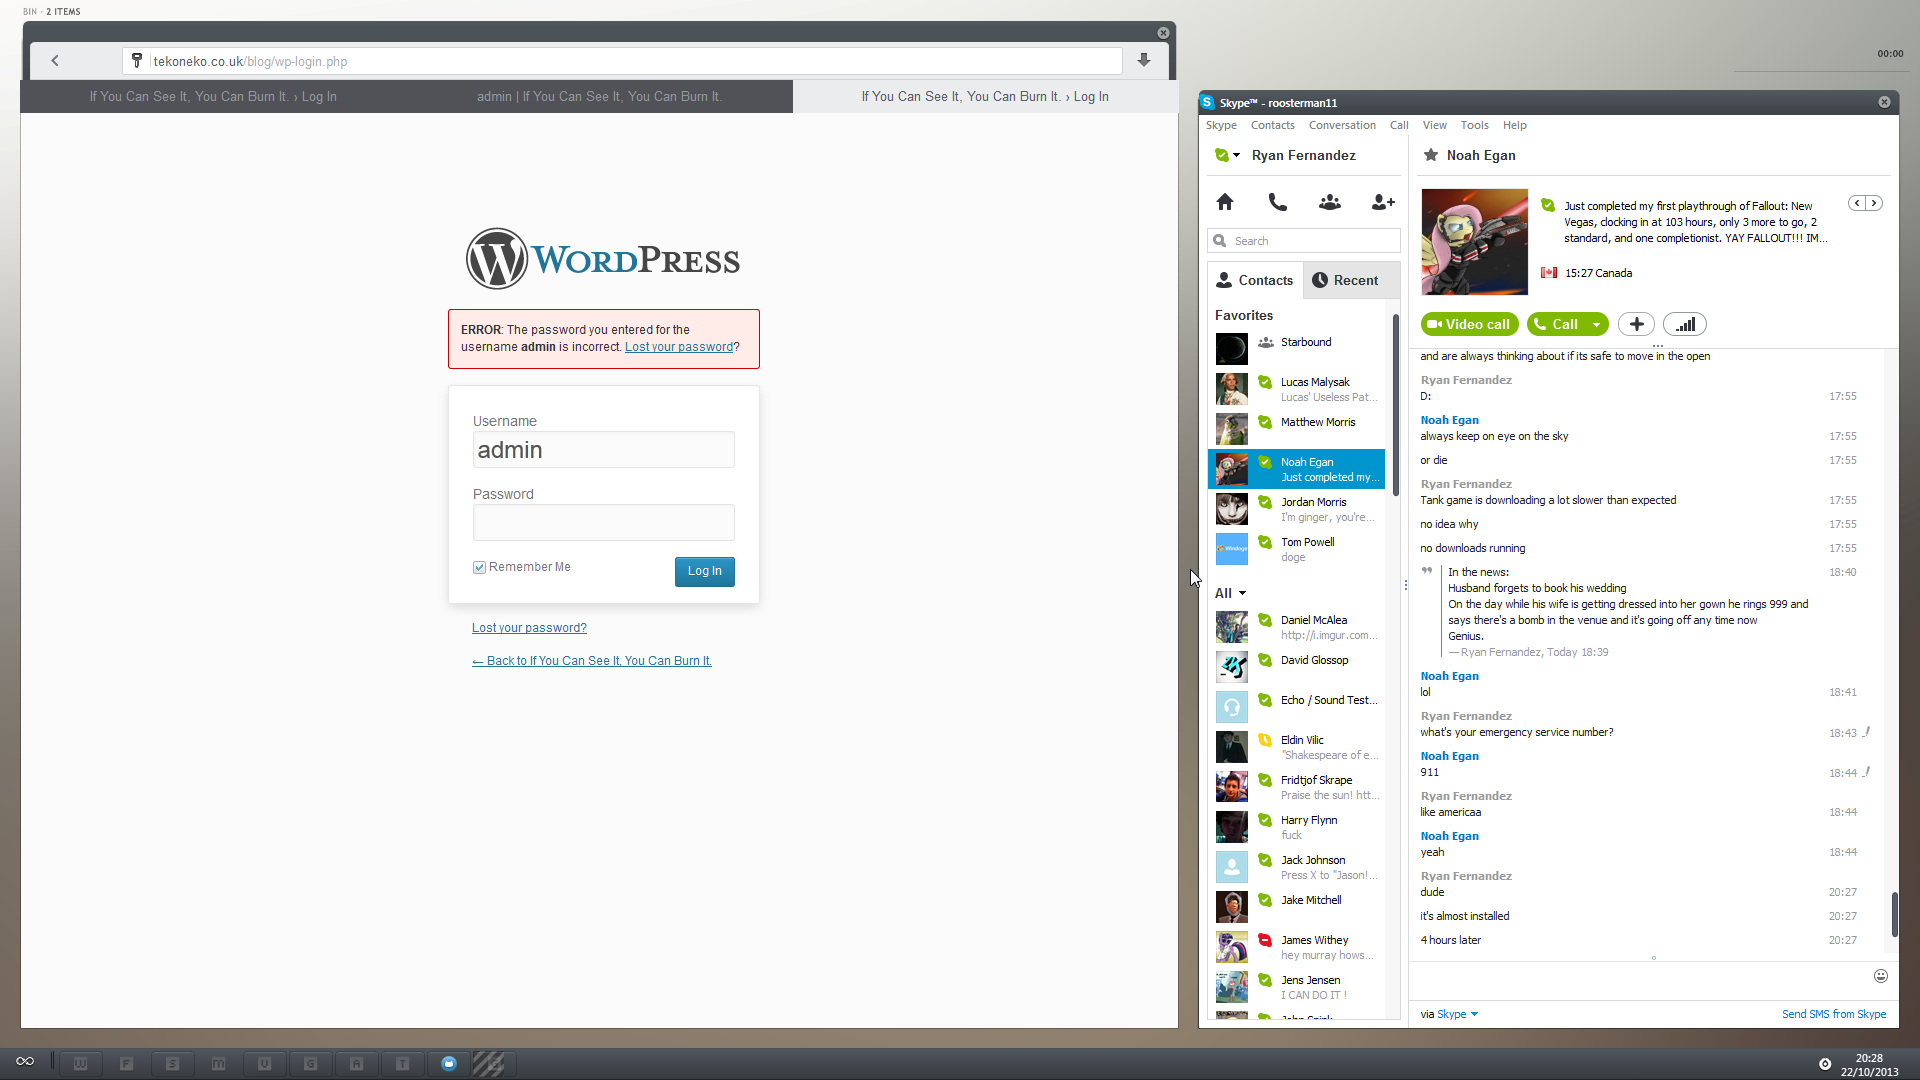 BIN - 2 ITEMS
tekoneko.co.uk/blog/wp-login.php
If You Can See It, You Can Burn It. › Log In
admin | If You Can See It, You Can Burn It.
If You Can See It, You Can Burn It. › Log In
WORDPRESS
ERROR: The password you entered for the
username admin is incorrect. Lost your password?
Username
admin
Password
Remember Me
Log In
Lost your password?
← Back to If You Can See It, You Can Burn It.
00:00
Skype™ - roosterman11
Skype Contacts Conversation Call View Tools Help
Ryan Fernandez
Search
Contacts
Recent
Favorites
Starbound
Lucas Malysak
Lucas' Useless Pat...
Matthew Morris
Noah Egan
Just completed my...
Jordan Morris
I'm ginger, you're...
Tom Powell
doge
All
Daniel McAlea
http://i.imgur.com...
David Glossop
Echo / Sound Test...
Eldin Vilic
"Shakespeare of e...
Fridtjof Skrape
Praise the sun! htt...
Harry Flynn
fuck
Jack Johnson
Press X to "Jason!...
Jake Mitchell
James Withey
hey murray hows...
Jens Jensen
I CAN DO IT !
Noah Egan
Just completed my first playthrough of Fallout: New
Vegas, clocking in at 103 hours, only 3 more to go, 2
standard, and one completionist. YAY FALLOUT!!! IM...
15:27 Canada
Video call
Call
and are always thinking about if its safe to move in the open
Ryan Fernandez
D: 17:55
Noah Egan
always keep on eye on the sky 17:55
or die 17:55
Ryan Fernandez
Tank game is downloading a lot slower than expected 17:55
no idea why 17:55
no downloads running 17:55
In the news: 18:40
Husband forgets to book his wedding
On the day while his wife is getting dressed into her gown he rings 999 and
says there's a bomb in the venue and it's going off any time now
Genius.
— Ryan Fernandez, Today 18:39
Noah Egan
lol 18:41
Ryan Fernandez
what's your emergency service number? 18:43
Noah Egan
911 18:44
Ryan Fernandez
like americaa 18:44
Noah Egan
yeah 18:44
Ryan Fernandez
dude 20:27
it's almost installed 20:27
4 hours later 20:27
via Skype
Send SMS from Skype
W F S m U G A T
20:28
22/10/2013